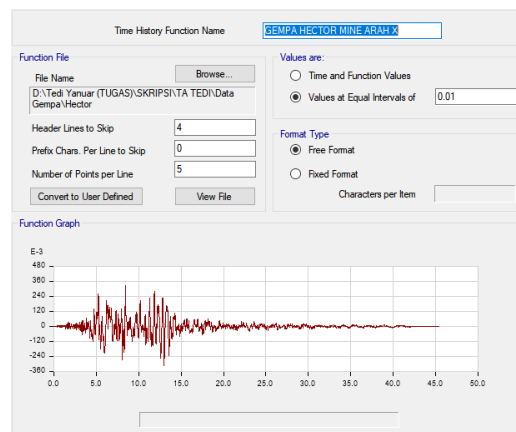 Time History Function Name
GEMPA HECTOR MINE ARAH X
Function File
File Name
Browse...
D:\Tedi Yanuar (TUGAS)\SKRIPSI\TA TEDI\Data
Gempa\Hector
Header Lines to Skip
4
Prefix Chars. Per Line to Skip
0
Number of Points per Line
5
Convert to User Defined
View File
Values are:
Time and Function Values
Values at Equal Intervals of
0.01
Format Type
Free Format
Fixed Format
Characters per Item
Function Graph
E-3
480
360
240
120
0
-120
-240
-360
0.0 5.0 10.0 15.0 20.0 25.0 30.0 35.0 40.0 45.0 50.0